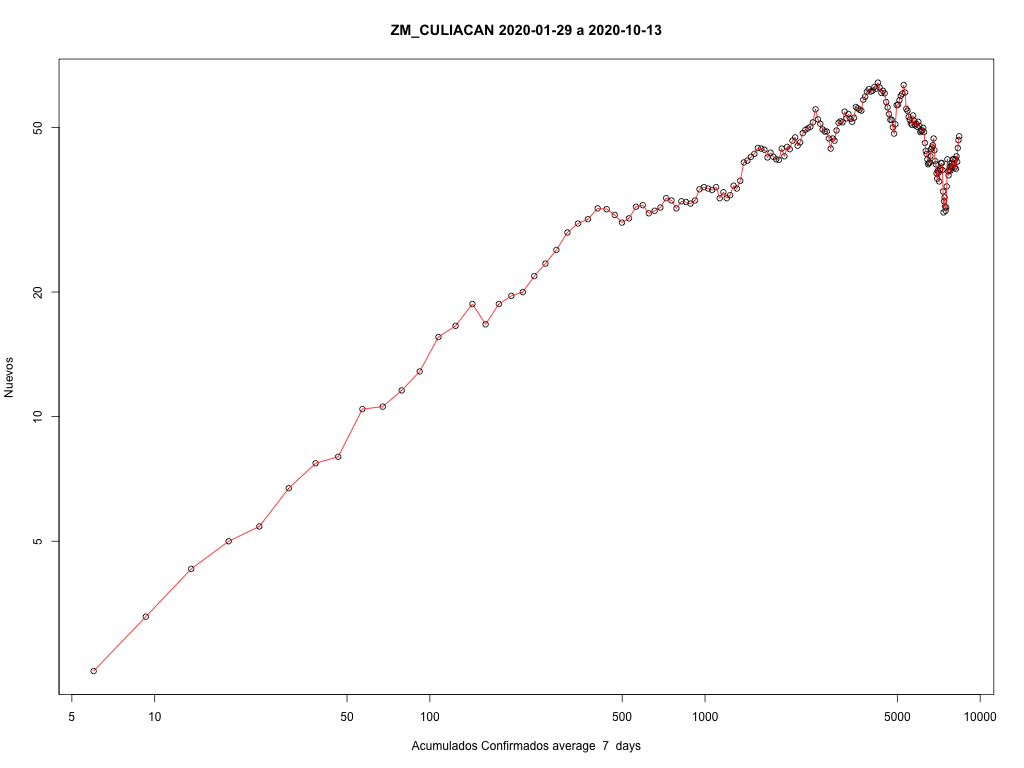 ZM_CULIACAN 2020-01-29 a 2020-10-13
50
20
10
5
Nuevos
5 10 50 100 500 1000 5000 10000
Acumulados Confirmados average 7 days